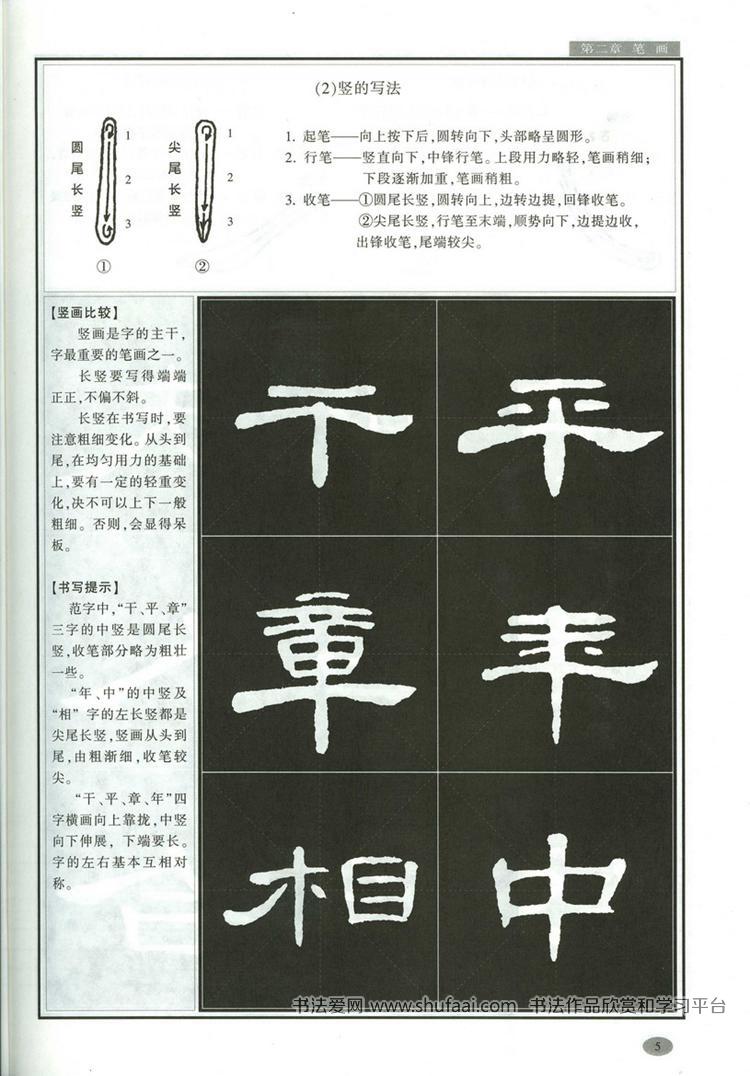 第二章 笔 画
(2)竖的写法
圆尾长竖
1
2
3
①
尖尾长竖
1
2
3
②
1. 起笔——向上按下后,圆转向下,头部略呈圆形。
2. 行笔——竖直向下,中锋行笔。上段用力略轻,笔画稍细;
下段逐渐加重,笔画稍粗。
3. 收笔——①圆尾长竖,圆转向上,边转边提,回锋收笔。
②尖尾长竖,行笔至末端,顺势向下,边提边收,
出锋收笔,尾端较尖。
【竖画比较】
竖画是字的主干,
字最重要的笔画之一。
长竖要写得端端
正正,不偏不斜。
长竖在书写时,要
注意粗细变化。从头到
尾,在均匀用力的基础
上,要有一定的轻重变
化,决不可以上下一般
粗细。否则,会显得呆
板。
【书写提示】
范字中,“干、平、章”
三字的中竖是圆尾长
竖,收笔部分略为粗壮
一些。
“年、中”的中竖及
“相”字的左长竖都是
尖尾长竖,竖画从头到
尾,由粗渐细,收笔较
尖。
“干、平、章、年”四
字横画向上靠拢,中竖
向下伸展,下端要长。
字的左右基本互相对
称。
干 平
章 年
相 中
书法爱网 www.shufaai.com 书法作品欣赏和学习平台
5